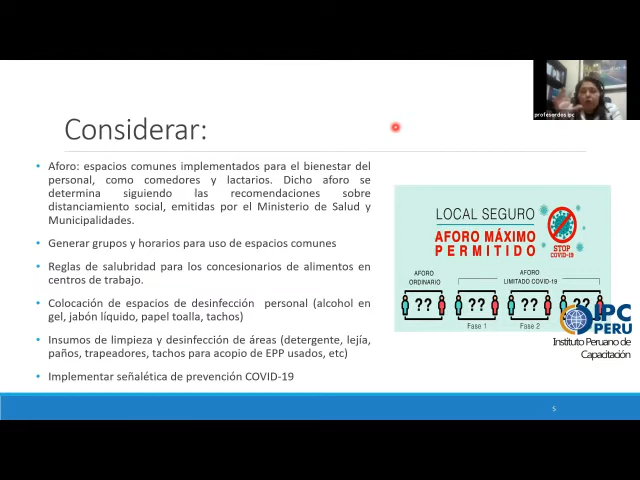 profesordas ipc
Considerar:
• Aforo: espacios comunes implementados para el bienestar del
personal, como comedores y lactarios. Dicho aforo se
determina siguiendo las recomendaciones sobre
distanciamiento social, emitidas por el Ministerio de Salud y
Municipalidades.
• Generar grupos y horarios para uso de espacios comunes
• Reglas de salubridad para los concesionarios de alimentos en
centros de trabajo.
• Colocación de espacios de desinfección personal (alcohol en
gel, jabón líquido, papel toalla, tachos)
• Insumos de limpieza y desinfección de áreas (detergente, lejía,
paños, trapeadores, tachos para acopio de EPP usados, etc)
• Implementar señalética de prevención COVID-19
LOCAL SEGURO
AFORO MÁXIMO
PERMITIDO
STOP
COVID-19
AFORO
ORDINARIO
AFORO
LIMITADO COVID-19
?? ?? ?? ??
Fase 1 Fase 2
IPC
PERU
Instituto Peruano de
Capacitación
5